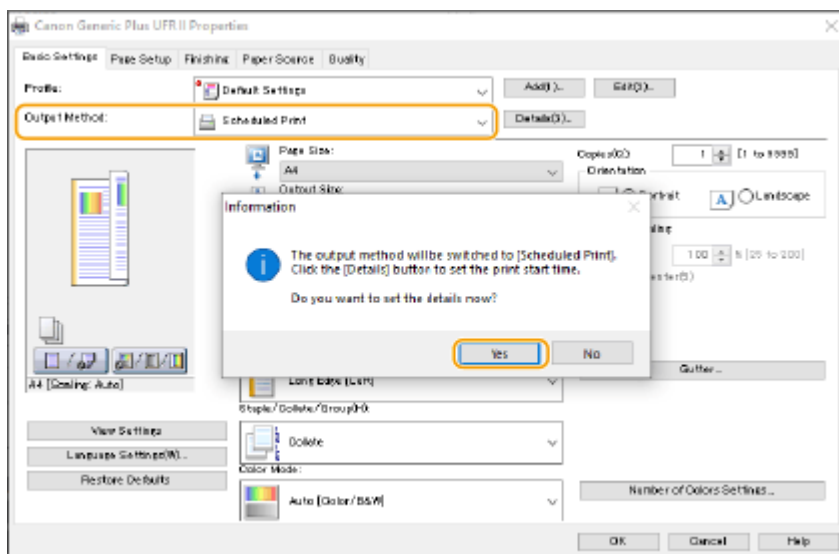 Canon Generic Plus UFR II Properties
Basic Settings Page Setup Finishing Paper Source Quality
Profile: Default Settings Add(1)... Edit(2)...
Output Method: Scheduled Print Details(3)...
Page Size:
A4
Output Size:
Copies(C): 1 [1 to 9999]
Orientation
Portrait A Landscape
100 % [25 to 200]
Information
The output method will be switched to [Scheduled Print].
Click the [Details] button to set the print start time.
Do you want to set the details now?
Yes No
Gutter...
A4 [Scaling: Auto]
Long Edge [Left]
Staple/Collate/Group(H):
View Settings
Collate
Language Settings(W)...
Color Mode:
Restore Defaults
Auto [Color/B&W]
Number of Colors Settings...
OK Cancel Help